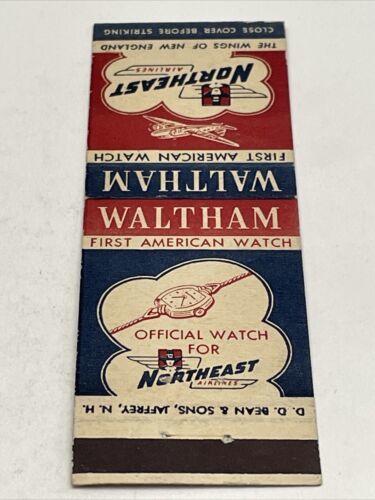 CLOSE COVER BEFORE STRIKING
THE WINGS OF NEW ENGLAND
NORTHEAST
AIRLINES
FIRST AMERICAN WATCH
WALTHAM
WALTHAM
FIRST AMERICAN WATCH
OFFICIAL WATCH
FOR
NORTHEAST
AIRLINES
D. D. BEAN & SONS, JAFFREY, N. H.